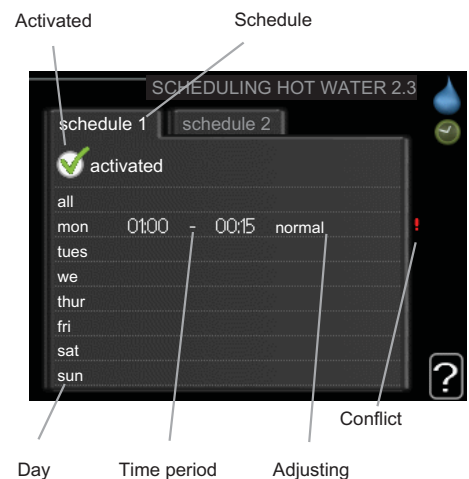 Activated
Schedule
SCHEDULING HOT WATER 2.3
schedule 1
schedule 2
activated
all
mon 01:00 - 00:15 normal !
tues
we
thur
fri
sat
sun
?
Conflict
Day
Time period
Adjusting